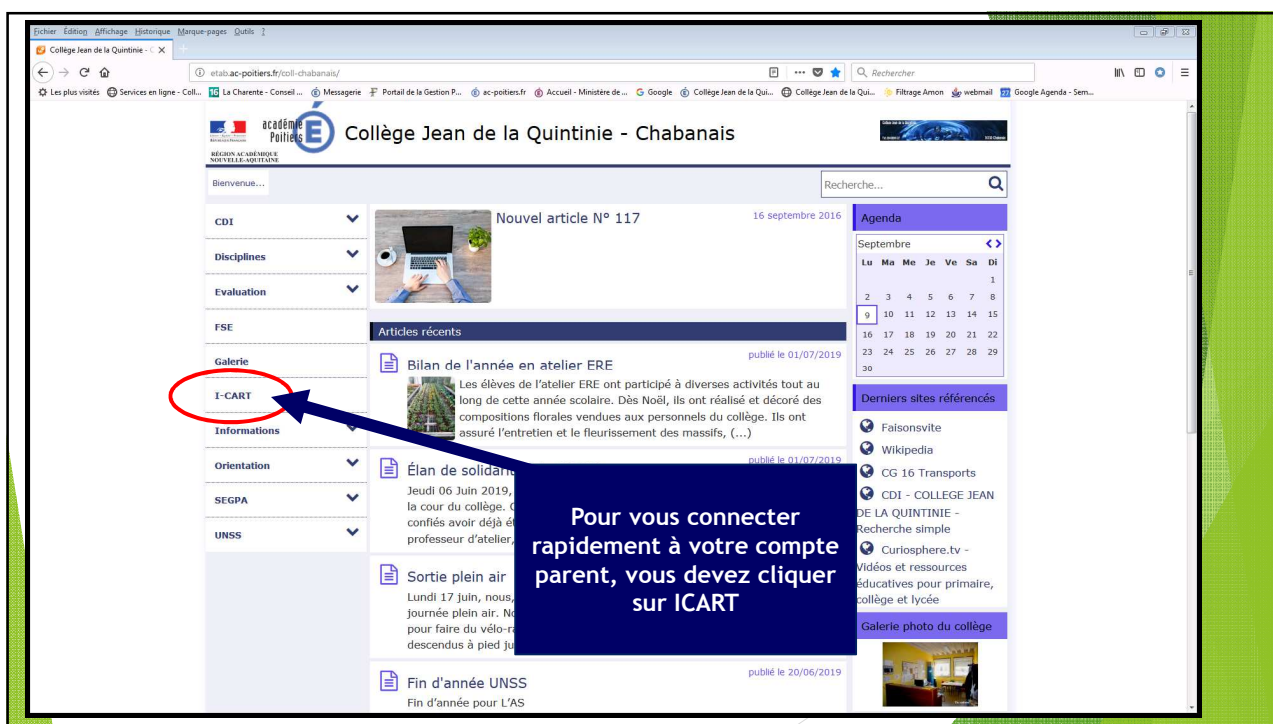 Fichier Édition Affichage Historique Marque-pages Outils ?
Collège Jean de la Quintinie - C
etab.ac-poitiers.fr/coll-chabanais/
Rechercher
Les plus visités Services en ligne - Coll... La Charente - Conseil ... Messagerie Portail de la Gestion P... ac-poitiers.fr Accueil - Ministère de ... Google Collège Jean de la Qui... Collège Jean de la Qui... Filtrage Amon webmail Google Agenda - Sem...
académie
Poitiers
RÉGION ACADÉMIQUE
NOUVELLE-AQUITAINE
Collège Jean de la Quintinie - Chabanais
Bienvenue...
Recherche...
CDI
Disciplines
Evaluation
FSE
Galerie
I-CART
Informations
Orientation
SEGPA
UNSS
Nouvel article N° 117
16 septembre 2016
Articles récents
publié le 01/07/2019
Bilan de l'année en atelier ERE
Les élèves de l'atelier ERE ont participé à diverses activités tout au
long de cette année scolaire. Dès Noël, ils ont réalisé et décoré des
compositions florales vendues aux personnels du collège. Ils ont
assuré l'entretien et le fleurissement des massifs, (...)
publié le 01/07/2019
Élan de
Jeudi 06 Juin 2019,
la cour du collège.
confiés avoir déjà
professeur d'atelier,
Sortie plein air
Lundi 17 juin, nous,
journée plein air.
pour faire du
descendus à pied
publié le 20/06/2019
Fin d'année UNSS
Fin d'année pour L'AS
Pour vous connecter
rapidement à votre compte
parent, vous devez cliquer
sur ICART
Agenda
Septembre
Lu Ma Me Je Ve Sa Di
1
2 3 4 5 6 7 8
9 10 11 12 13 14 15
16 17 18 19 20 21 22
23 24 25 26 27 28 29
30
Derniers sites référencés
Faisonsvite
Wikipedia
CG 16 Transports
CDI - COLLEGE JEAN
DE LA QUINTINIE -
Recherche simple
Curiosphere.tv -
Vidéos et ressources
éducatives pour primaire,
collège et lycée
Galerie photo du collège